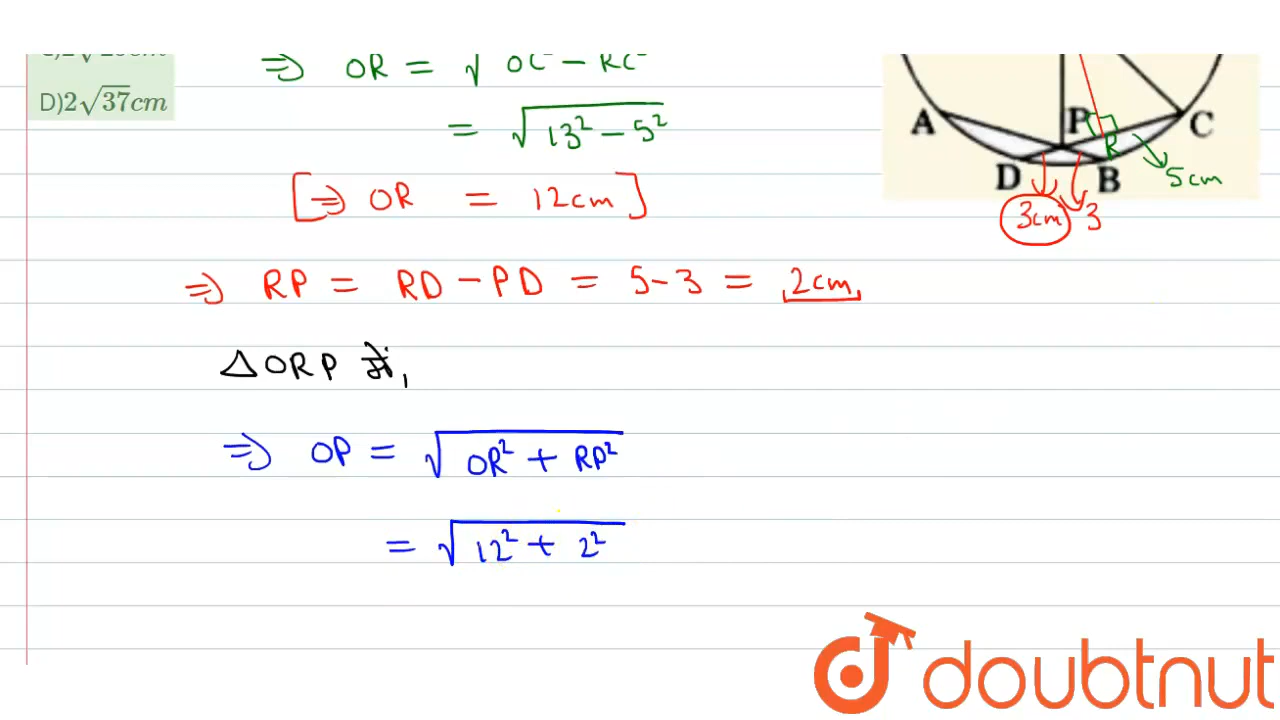 ⇒ OR = √OC² − RC²
D)2√37cm
= √13² − 5²
[⇒ OR = 12cm]
⇒ RP = RD − PD = 5 − 3 = 2cm
△ORP में,
⇒ OP = √OR² + RP²
= √12² + 2²
P
A
C
R
D
B
5cm
3cm
3
doubtnut